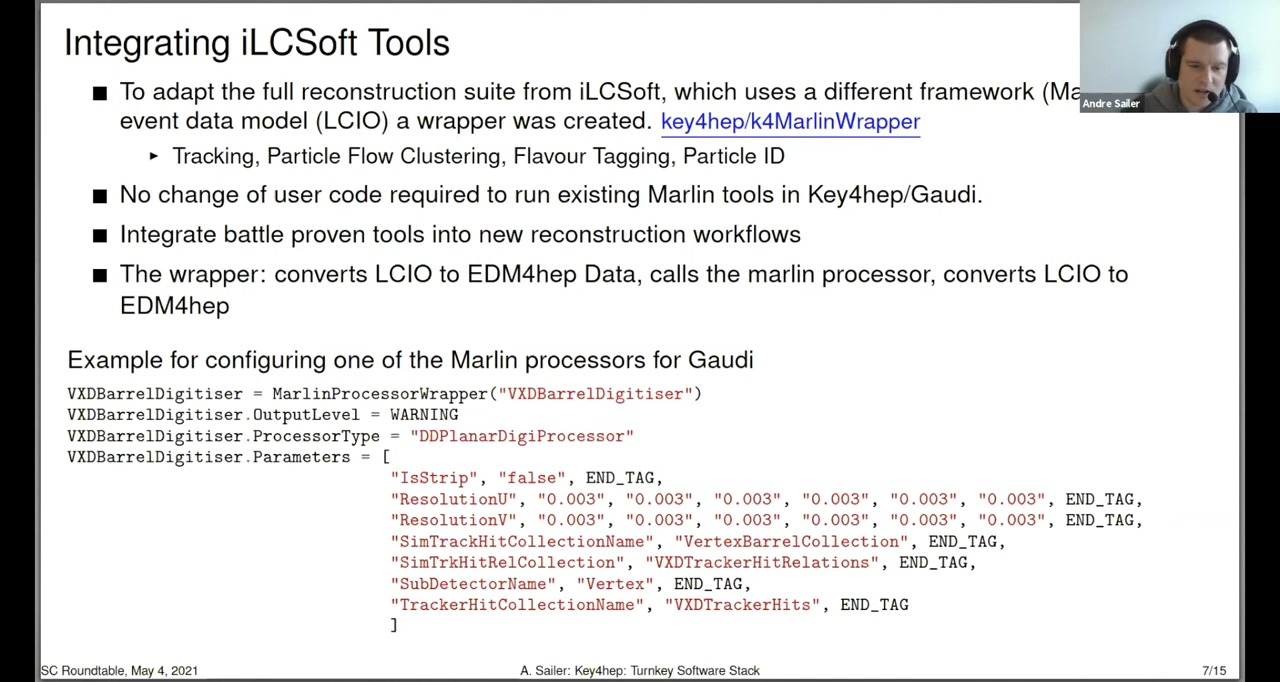 Integrating iLCSoft Tools
■ To adapt the full reconstruction suite from iLCSoft, which uses a different framework (Ma
event data model (LCIO) a wrapper was created. key4hep/k4MarlinWrapper
▸ Tracking, Particle Flow Clustering, Flavour Tagging, Particle ID
■ No change of user code required to run existing Marlin tools in Key4hep/Gaudi.
■ Integrate battle proven tools into new reconstruction workflows
■ The wrapper: converts LCIO to EDM4hep Data, calls the marlin processor, converts LCIO to
EDM4hep
Example for configuring one of the Marlin processors for Gaudi
VXDBarrelDigitiser = MarlinProcessorWrapper("VXDBarrelDigitiser")
VXDBarrelDigitiser.OutputLevel = WARNING
VXDBarrelDigitiser.ProcessorType = "DDPlanarDigiProcessor"
VXDBarrelDigitiser.Parameters = [
"IsStrip", "false", END_TAG,
"ResolutionU", "0.003", "0.003", "0.003", "0.003", "0.003", "0.003", END_TAG,
"ResolutionV", "0.003", "0.003", "0.003", "0.003", "0.003", "0.003", END_TAG,
"SimTrackHitCollectionName", "VertexBarrelCollection", END_TAG,
"SimTrkHitRelCollection", "VXDTrackerHitRelations", END_TAG,
"SubDetectorName", "Vertex", END_TAG,
"TrackerHitCollectionName", "VXDTrackerHits", END_TAG
]
SC Roundtable, May 4, 2021
A. Sailer: Key4hep: Turnkey Software Stack
7/15
Andre Sailer